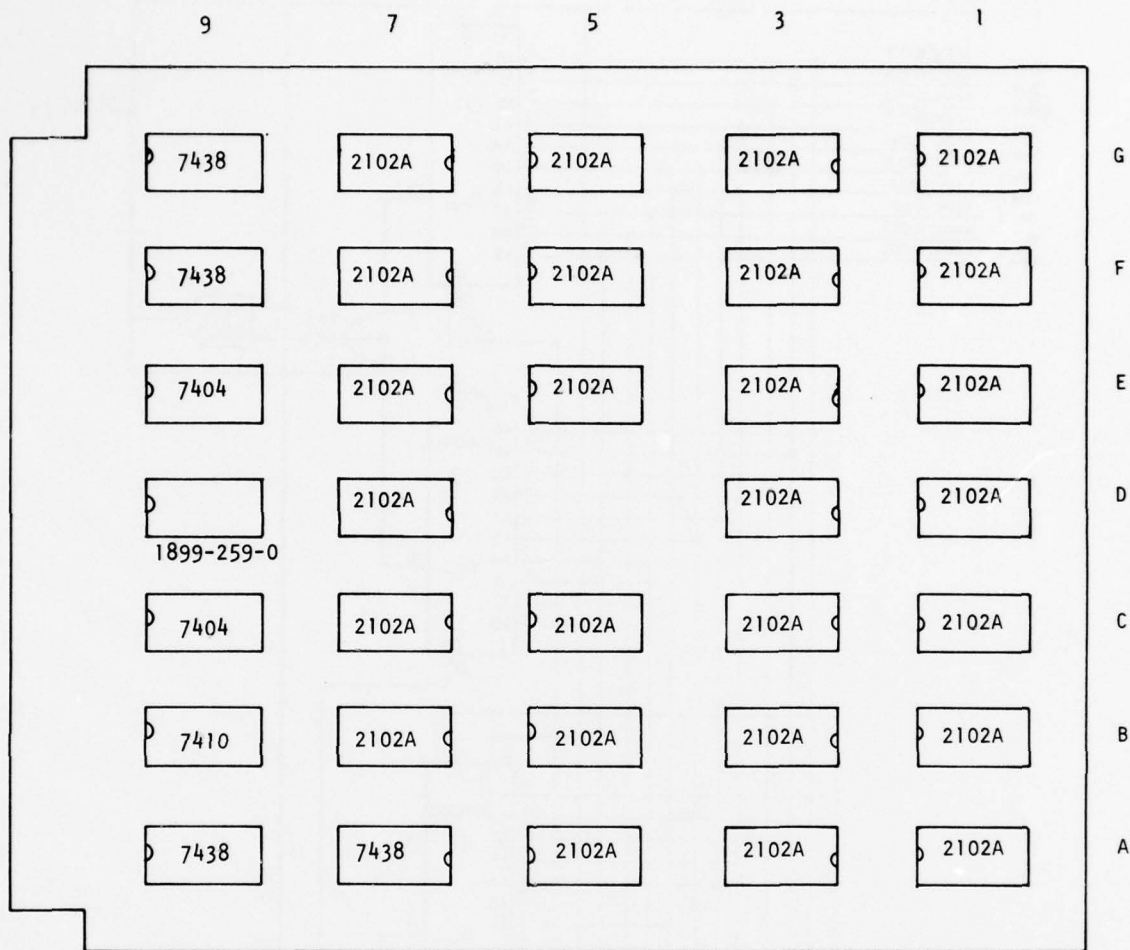 9 7 5 3 1
7438 2102A 2102A 2102A 2102A G
7438 2102A 2102A 2102A 2102A F
7404 2102A 2102A 2102A 2102A E
2102A 2102A 2102A D
1899-259-0
7404 2102A 2102A 2102A 2102A C
7410 2102A 2102A 2102A 2102A B
7438 7438 2102A 2102A 2102A A